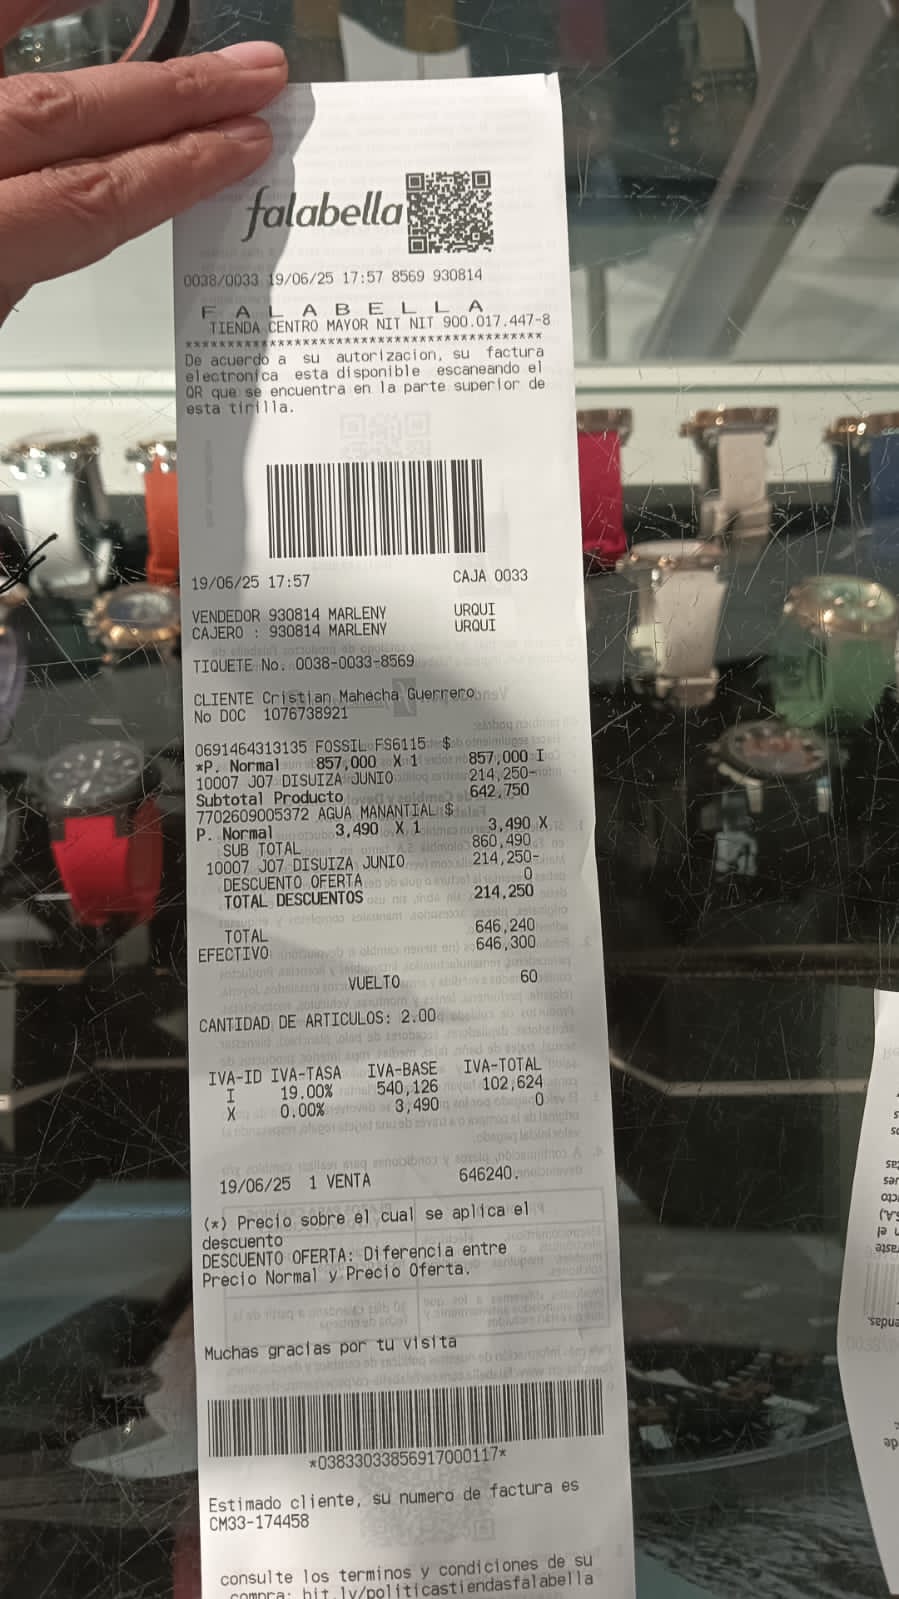 falabella
0038/0033 19/06/25 17:57 8569 930814
F A L A B E L L A
TIENDA CENTRO MAYOR NIT NIT 900.017.447-8
******************************************
De acuerdo a su autorizacion, su factura
electronica esta disponible escaneando el
QR que se encuentra en la parte superior de
esta tirilla.
19/06/25 17:57 CAJA 0033
VENDEDOR 930814 MARLENY URQUI
CAJERO : 930814 MARLENY URQUI
TIQUETE No. 0038-0033-8569
CLIENTE Cristian Mahecha Guerrero
No DOC 1076738921
0691464313135 FOSSIL FS6115 $
*P. Normal 857,000 X 1 857,000 I
10007 J07 DISUIZA JUNIO 214,250-
Subtotal Producto 642,750
7702609005372 AGUA MANANTIAL $
P. Normal 3,490 X 1 3,490 X
SUB TOTAL 860,490
10007 J07 DISUIZA JUNIO 214,250-
DESCUENTO OFERTA 0
TOTAL DESCUENTOS 214,250
TOTAL 646,240
EFECTIVO 646,300
VUELTO 60
CANTIDAD DE ARTICULOS: 2.00
IVA-ID IVA-TASA IVA-BASE IVA-TOTAL
I 19.00% 540,126 102,624
X 0.00% 3,490 0
19/06/25 1 VENTA 646240.
(*) Precio sobre el cual se aplica el
descuento
DESCUENTO OFERTA: Diferencia entre
Precio Normal y Precio Oferta.
Muchas gracias por tu visita
*03833033856917000117*
Estimado cliente, su numero de factura es
CM33-174458
consulte los terminos y condiciones de su
compra: bit.ly/politicastiendasfalabella